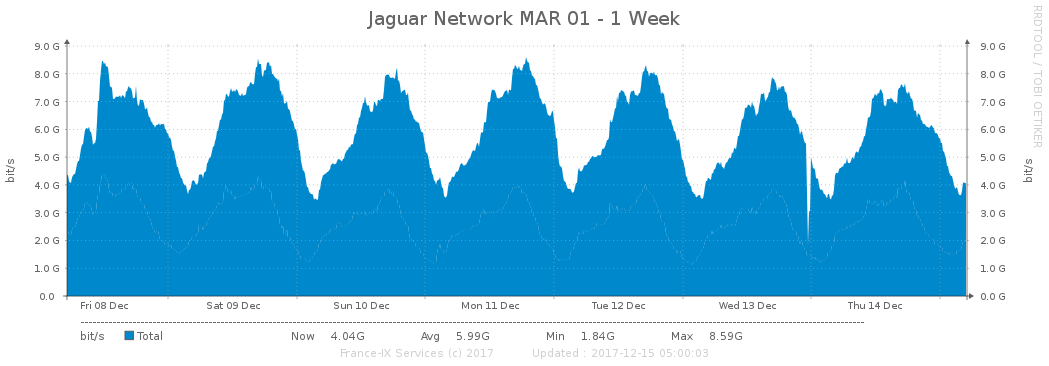 Jaguar Network MAR 01 - 1 Week
RRDTOOL / TOBI OETIKER
bit/s
9.0 G 9.0 G
8.0 G 8.0 G
7.0 G 7.0 G
6.0 G 6.0 G
5.0 G 5.0 G
4.0 G 4.0 G
3.0 G 3.0 G
2.0 G 2.0 G
1.0 G 1.0 G
0.0 0.0 G
bit/s
Fri 08 Dec Sat 09 Dec Sun 10 Dec Mon 11 Dec Tue 12 Dec Wed 13 Dec Thu 14 Dec
bit/s Total Now 4.04G Avg 5.99G Min 1.84G Max 8.59G
France-IX Services (c) 2017 Updated : 2017-12-15 05:00:03